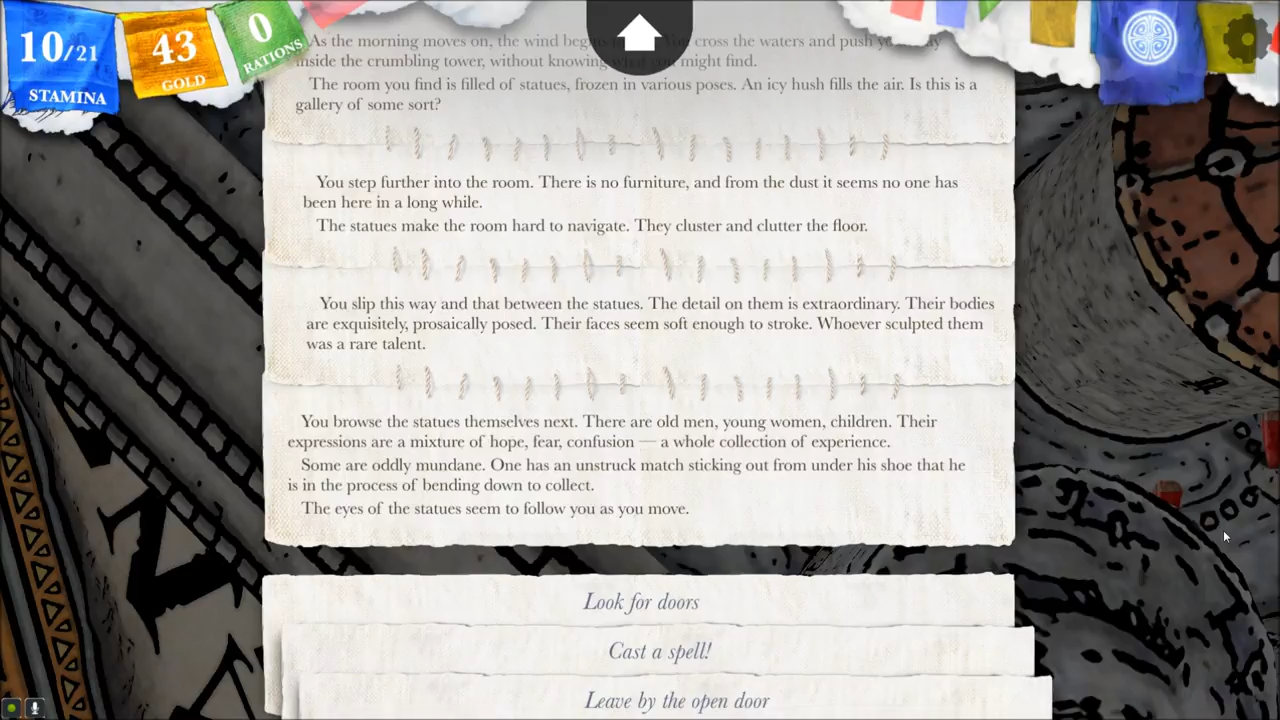 10/21
STAMINA
43
GOLD
0
RATIONS
As the morning moves on, the wind begins cross the waters and push
inside the crumbling tower, without knowing might find.
The room you find is filled of statues, frozen in various poses. An icy hush fills the air. Is this is a
gallery of some sort?
You step further into the room. There is no furniture, and from the dust it seems no one has
been here in a long while.
The statues make the room hard to navigate. They cluster and clutter the floor.
You slip this way and that between the statues. The detail on them is extraordinary. Their bodies
are exquisitely, prosaically posed. Their faces seem soft enough to stroke. Whoever sculpted them
was a rare talent.
You browse the statues themselves next. There are old men, young women, children. Their
expressions are a mixture of hope, fear, confusion — a whole collection of experience.
Some are oddly mundane. One has an unstruck match sticking out from under his shoe that he
is in the process of bending down to collect.
The eyes of the statues seem to follow you as you move.
Look for doors
Cast a spell!
Leave by the open door